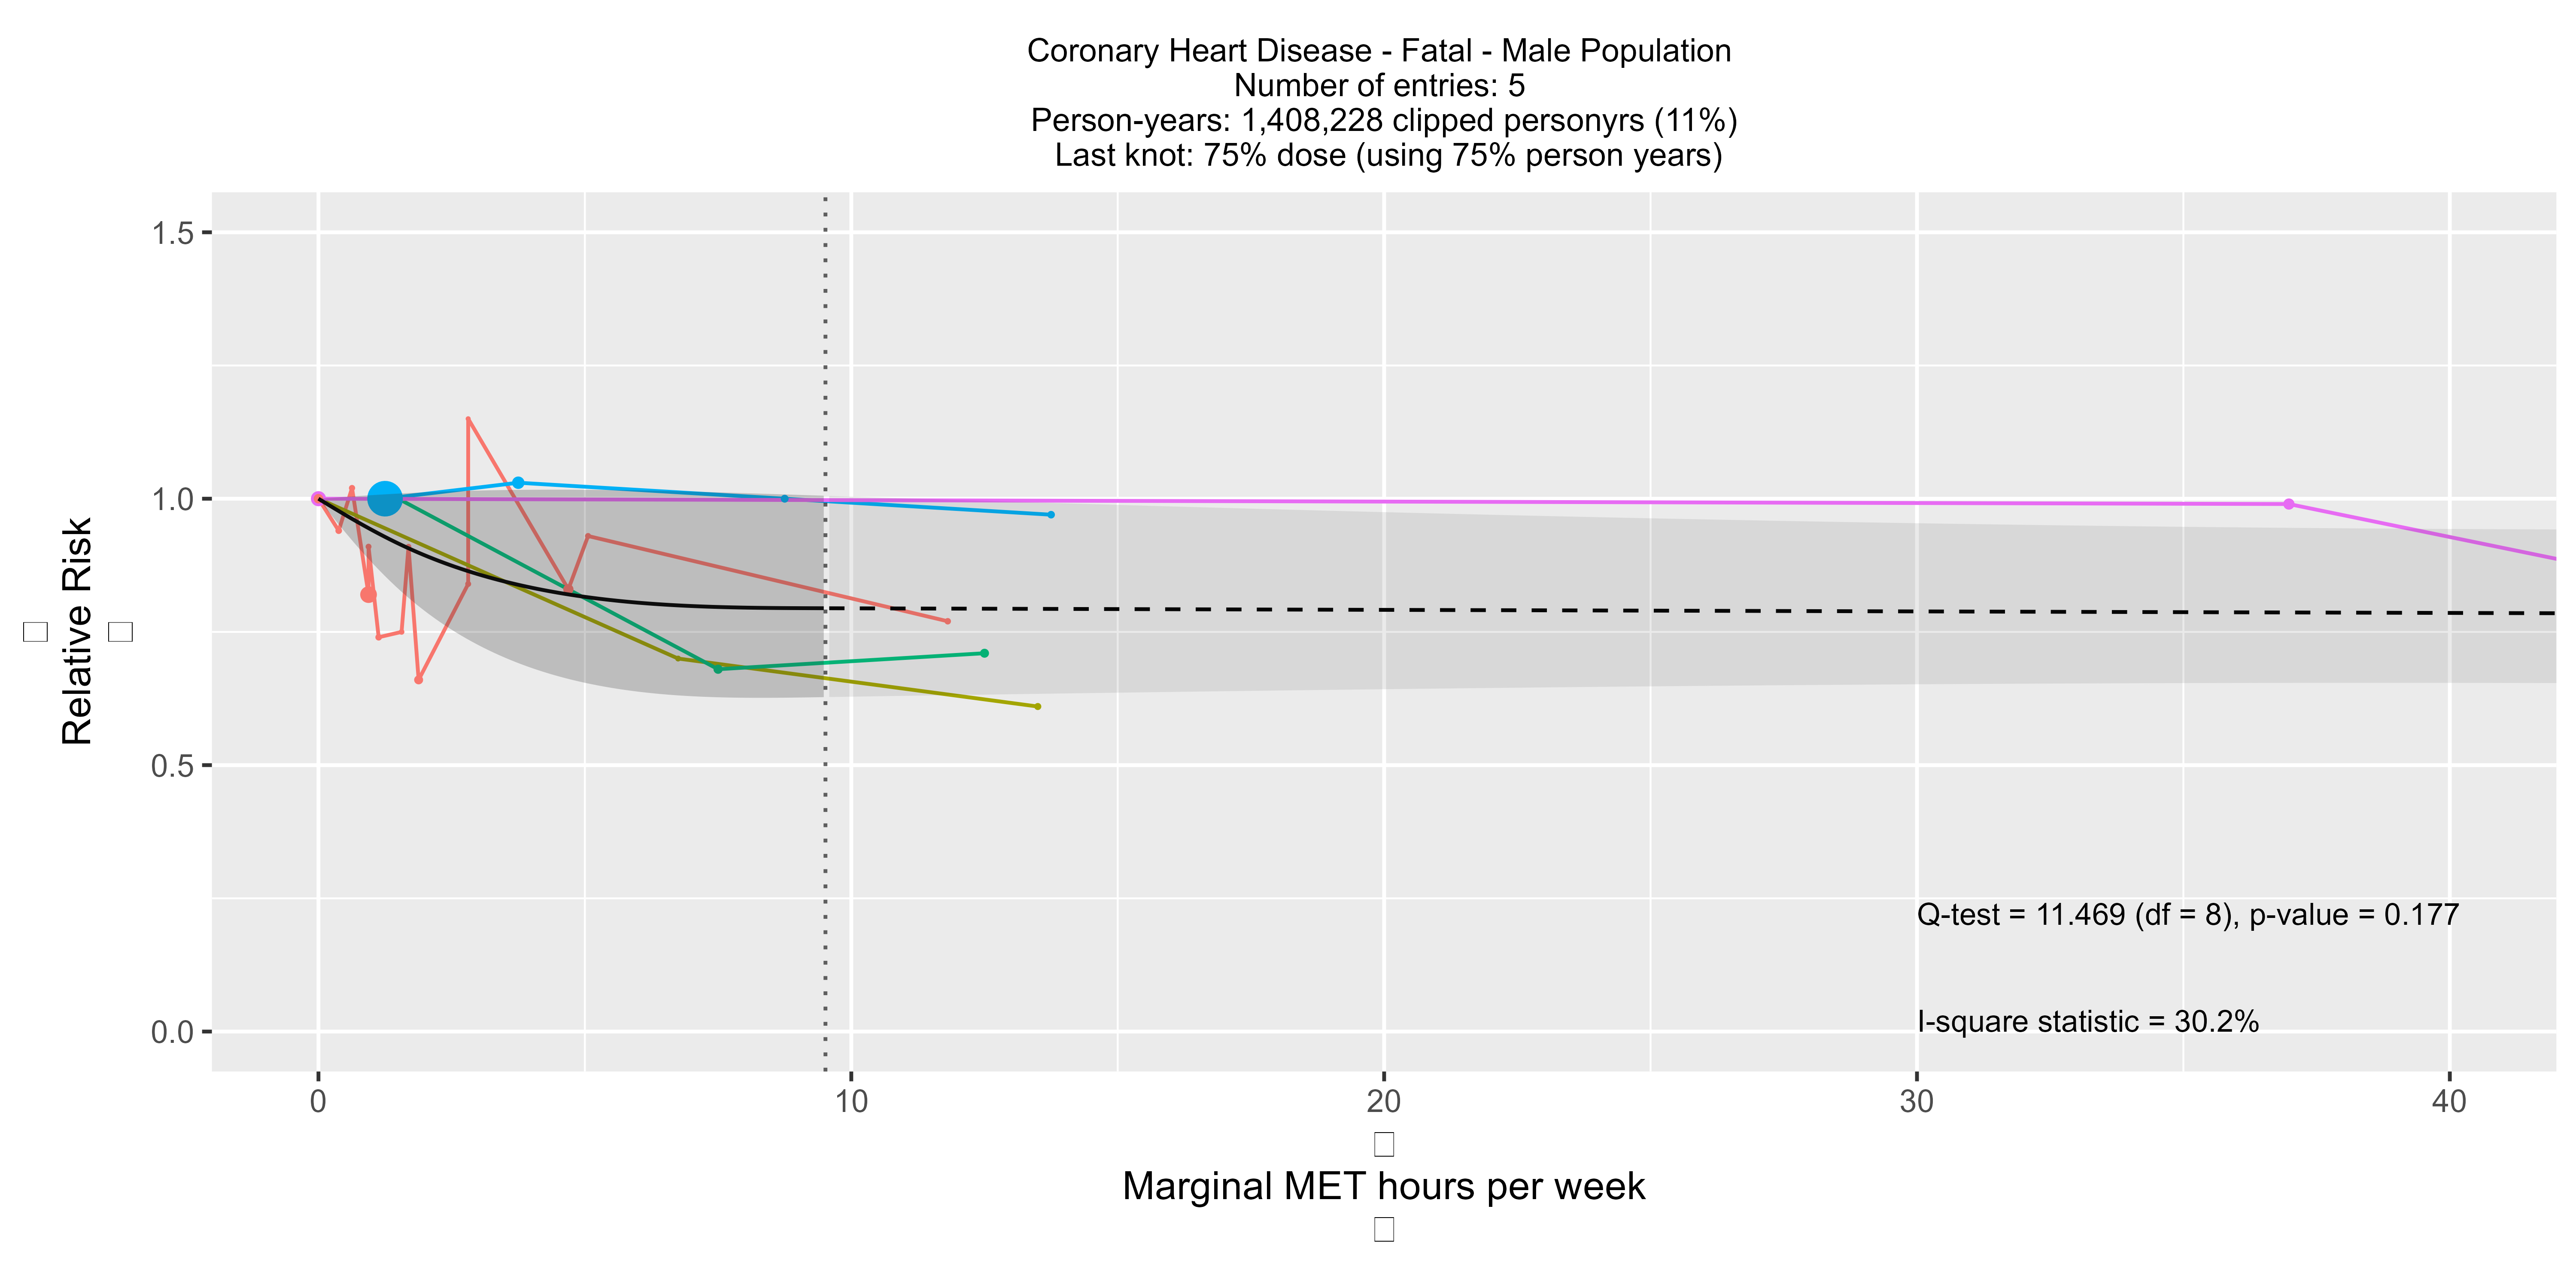 Coronary Heart Disease - Fatal - Male Population
Number of entries: 5
Person-years: 1,408,228 clipped personyrs (11%)
Last knot: 75% dose (using 75% person years)
Relative Risk
1.5
1.0
0.5
0.0
Q-test = 11.469 (df = 8), p-value = 0.177
I-square statistic = 30.2%
0 10 20 30 40
Marginal MET hours per week